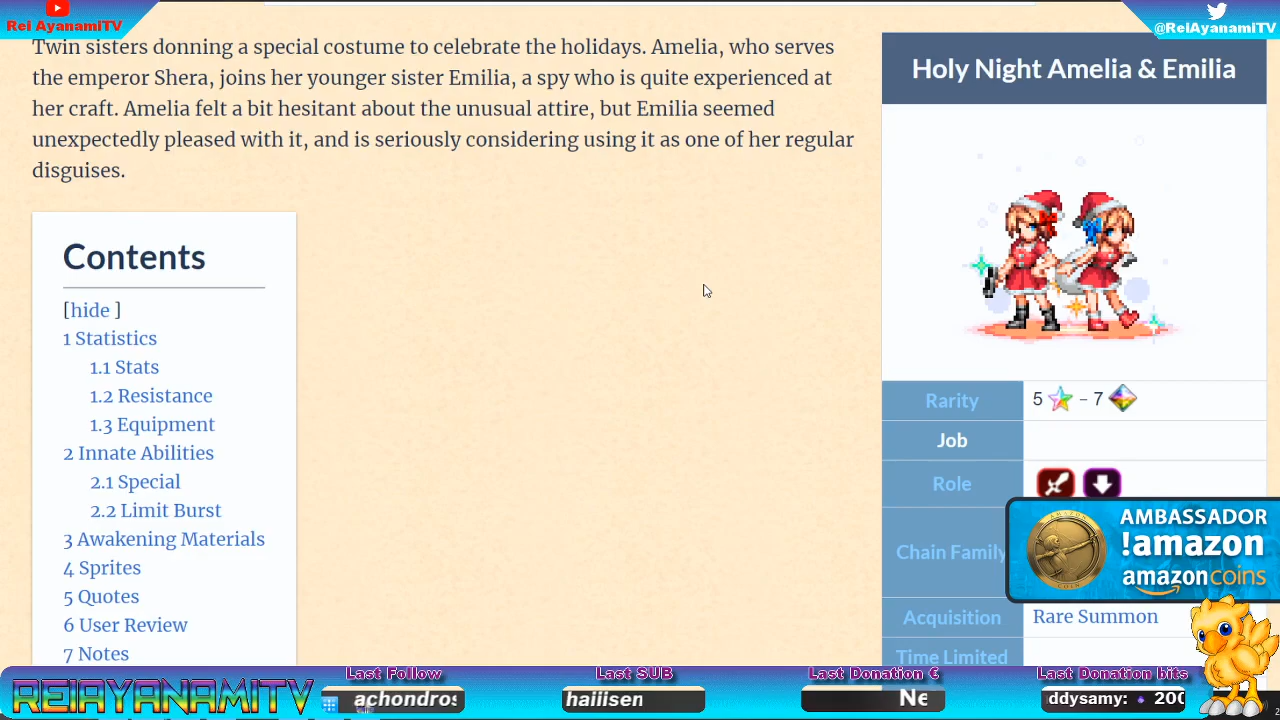 Rei AyanamiTV
@ReiAyanamiTV
Twin sisters donning a special costume to celebrate the holidays. Amelia, who serves
the emperor Shera, joins her younger sister Emilia, a spy who is quite experienced at
her craft. Amelia felt a bit hesitant about the unusual attire, but Emilia seemed
unexpectedly pleased with it, and is seriously considering using it as one of her regular
disguises.
Contents
[hide ]
1 Statistics
1.1 Stats
1.2 Resistance
1.3 Equipment
2 Innate Abilities
2.1 Special
2.2 Limit Burst
3 Awakening Materials
4 Sprites
5 Quotes
6 User Review
7 Notes
Holy Night Amelia & Emilia
Rarity
5 – 7
Job
Role
Chain Family
Acquisition
Rare Summon
Time Limited
AMBASSADOR
!amazon
amazon coins
REIAYANAMITV
Last Follow
achondros
Last SUB
haiiisen
Last Donation €
Ne
Last Donation bits
ddysamy: 200